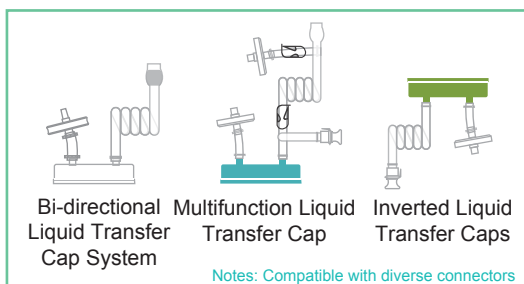 Bi-directional
Liquid Transfer
Cap System
Multifunction Liquid
Transfer Cap
Inverted Liquid
Transfer Caps
Notes: Compatible with diverse connectors